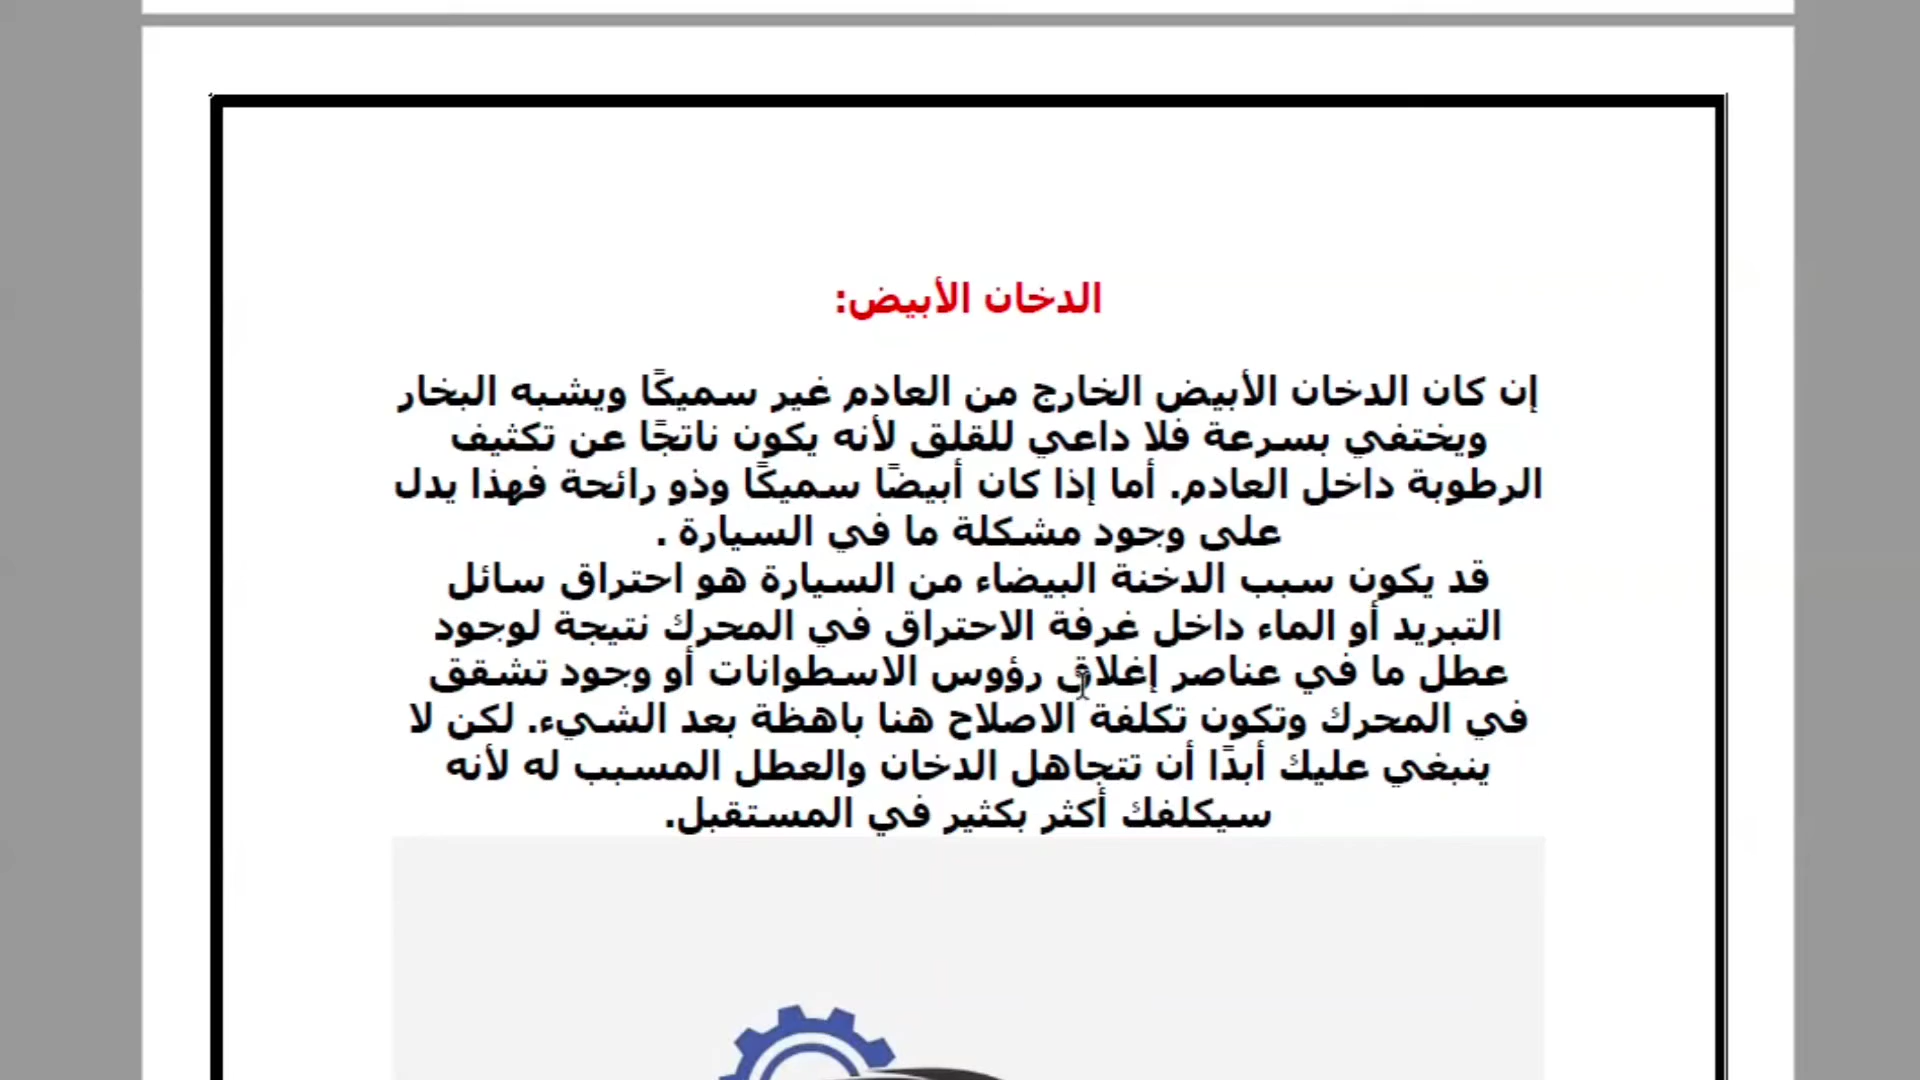 الدخان الأبيض:
إن كان الدخان الأبيض الخارج من العادم غير سميكًا ويشبه البخار
ويختفي بسرعة فلا داعي للقلق لأنه يكون ناتجًا عن تكثيف
الرطوبة داخل العادم. أما إذا كان أبيضًا سميكًا وذو رائحة فهذا يدل
على وجود مشكلة ما في السيارة .
قد يكون سبب الدخنة البيضاء من السيارة هو احتراق سائل
التبريد أو الماء داخل غرفة الاحتراق في المحرك نتيجة لوجود
عطل ما في عناصر إغلاق رؤوس الاسطوانات أو وجود تشقق
في المحرك وتكون تكلفة الاصلاح هنا باهظة بعد الشيء. لكن لا
ينبغي عليك أبدًا أن تتجاهل الدخان والعطل المسبب له لأنه
سيكلفك أكثر بكثير في المستقبل.